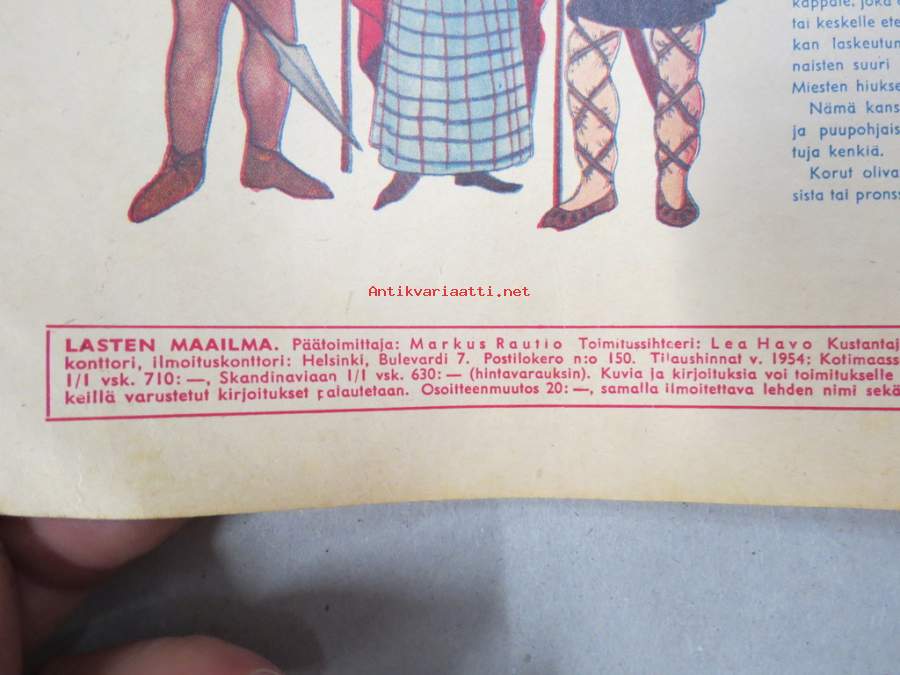 kappale, joka
tai keskelle ete
kan laskeutun
naisten suuri
Miesten hiukse
Nämä kans
ja puupohjais
tuja kenkiä.
Korut oliva
sista tai pronss
Antikvariaatti.net
LASTEN MAAILMA. Päätoimittaja: Markus Rautio Toimitussihteeri: Lea Havo Kustantaj
konttori, ilmoituskonttori: Helsinki, Bulevardi 7. Postilokero n:o 150. Tilaushinnat v. 1954: Kotimaass
1/1 vsk. 710: —, Skandinaviaan 1/1 vsk. 630: — (hintavarauksin). Kuvia ja kirjoituksia voi toimitukselle
keillä varustetut kirjoitukset palautetaan. Osoitteenmuutos 20: —, samalla ilmoitettava lehden nimi sekä